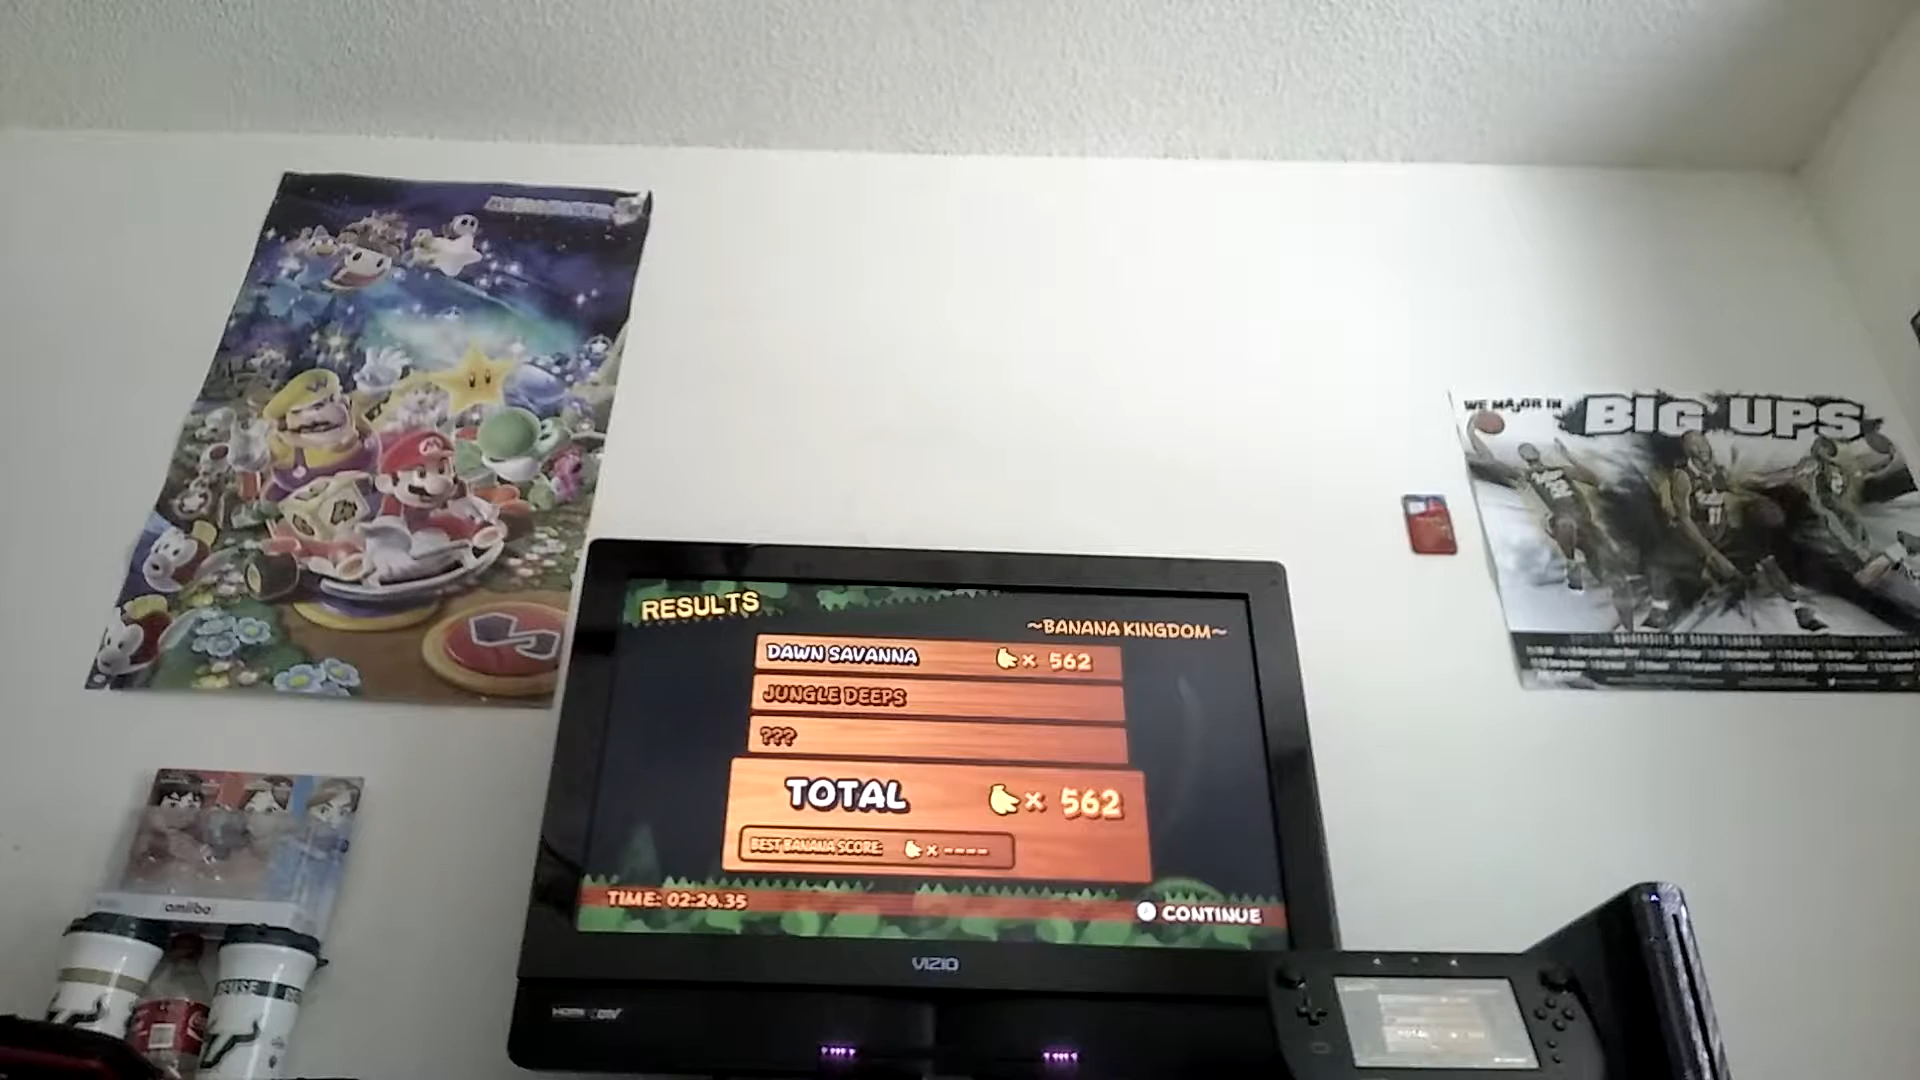 WE MAJOR IN
BIG UPS
RESULTS
~BANANA KINGDOM~
DAWN SAVANNA × 562
JUNGLE DEEPS
???
TOTAL × 562
BEST BANANA SCORE: × ----
TIME: 02:24.35
CONTINUE
VIZIO
HDMI
amiibo